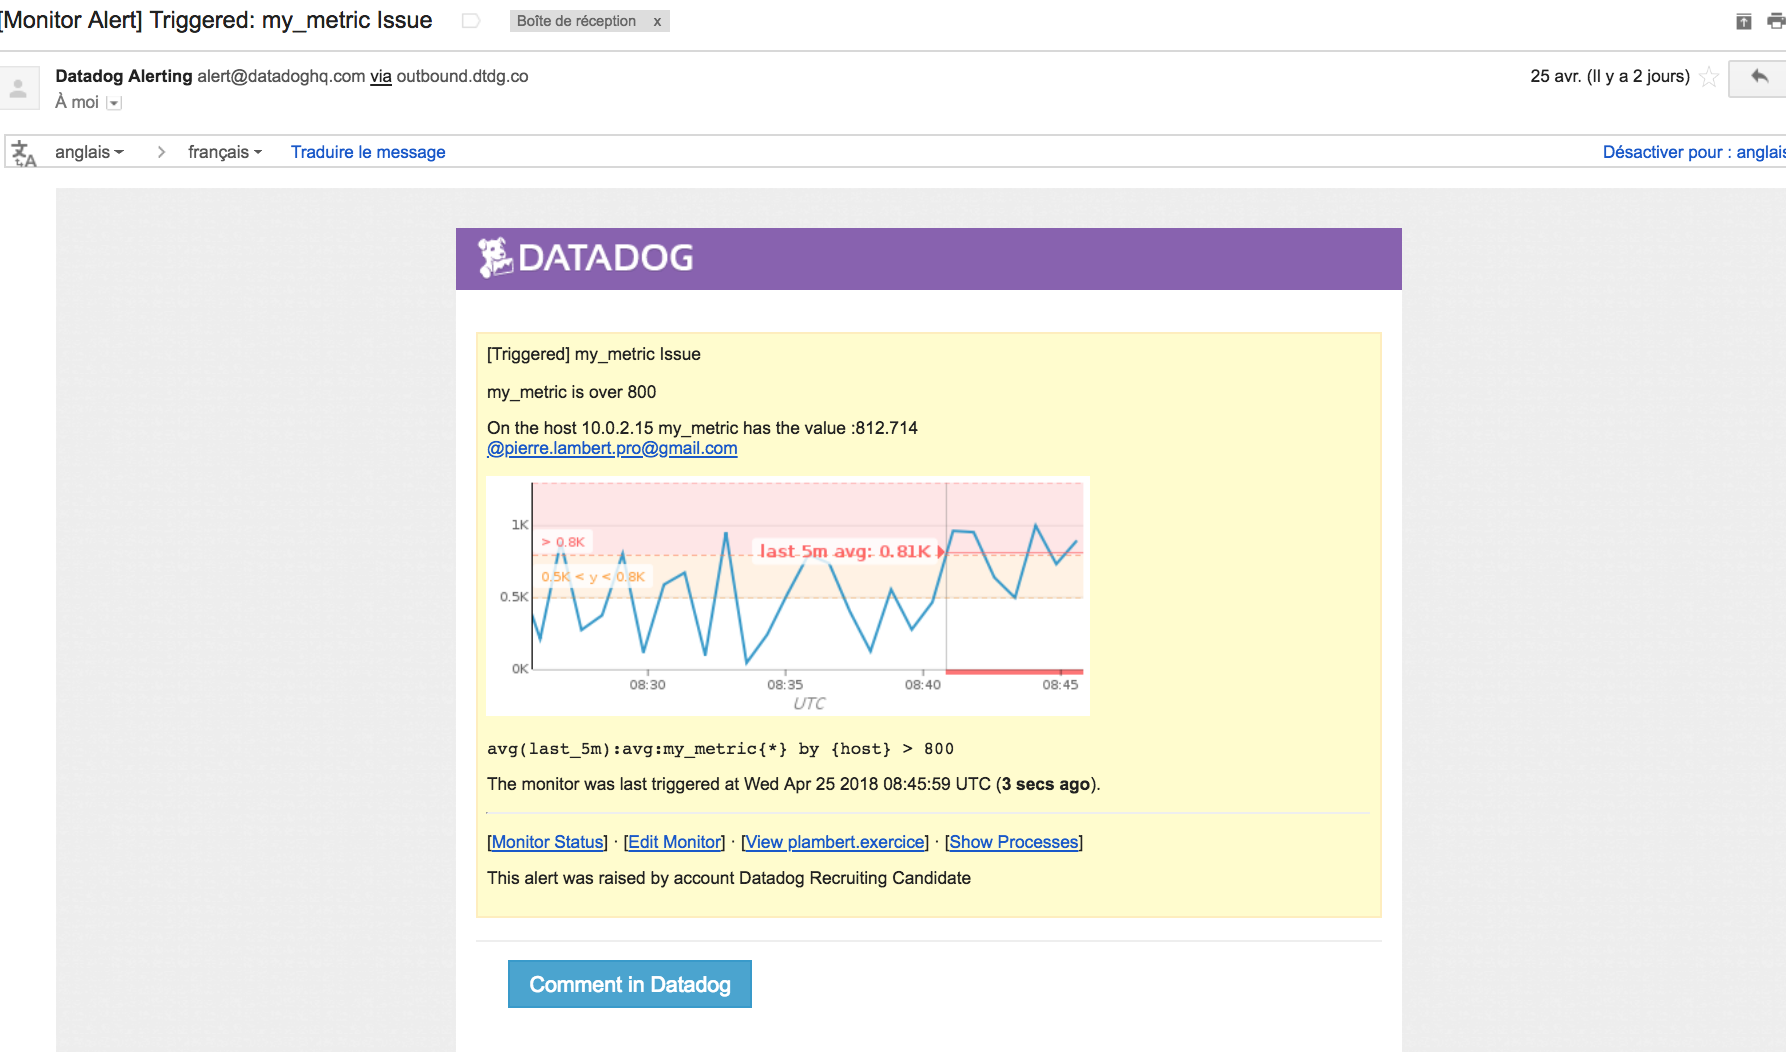 [Monitor Alert] Triggered: my_metric Issue Boîte de réception x
Datadog Alerting alert@datadoghq.com via outbound.dtdg.co 25 avr. (Il y a 2 jours)
À moi
anglais > français Traduire le message Désactiver pour : anglais
DATADOG
[Triggered] my_metric Issue
my_metric is over 800
On the host 10.0.2.15 my_metric has the value :812.714
@pierre.lambert.pro@gmail.com
1K
> 0.8K
last 5m avg: 0.81K
0.5K < y < 0.8K
0.5K
0K
08:30 08:35 08:40 08:45
UTC
avg(last_5m):avg:my_metric{*} by {host} > 800
The monitor was last triggered at Wed Apr 25 2018 08:45:59 UTC (3 secs ago).
[Monitor Status] · [Edit Monitor] · [View plambert.exercice] · [Show Processes]
This alert was raised by account Datadog Recruiting Candidate
Comment in Datadog